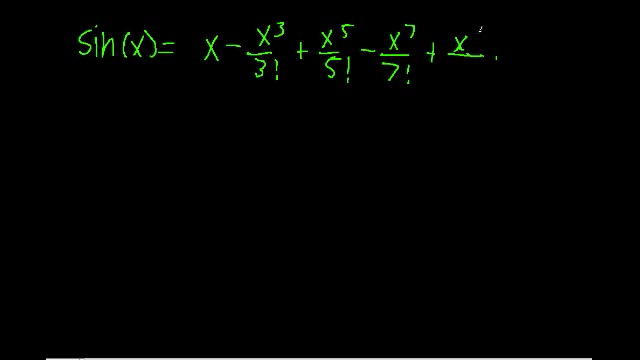 Sin(x) = x - x³/3! + x⁵/5! - x⁷/7! + x